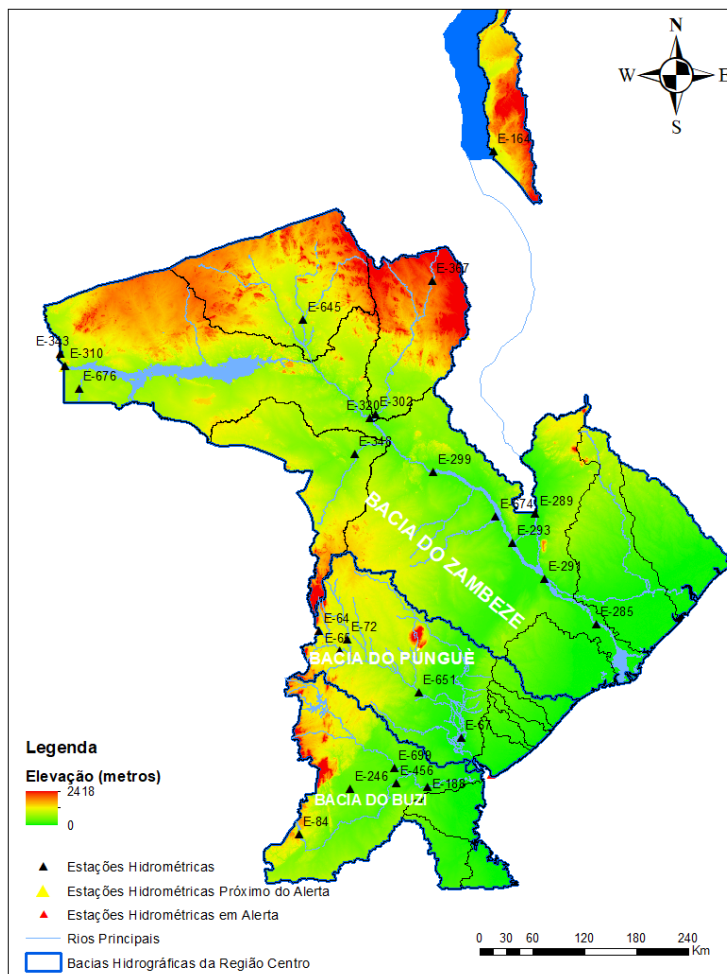 N
W
E
S
E-164
E-367
E-645
E-343
E-310
E-676
E-302
E-320
E-348
E-299
E-674
E-289
E-293
BACIA DO ZAMBEZE
E-291
E-285
E-64
E-72
E-65
BACIA DO PÚNGUÈ
E-651
E-67
E-699
E-456
E-246
E-188
BACIA DO BUZI
E-84
Legenda
Elevação (metros)
2418
0
Estações Hidrométricas
Estações Hidrométricas Próximo do Alerta
Estações Hidrométricas em Alerta
Rios Principais
Bacias Hidrográficas da Região Centro
0 30 60 120 180 240
Km